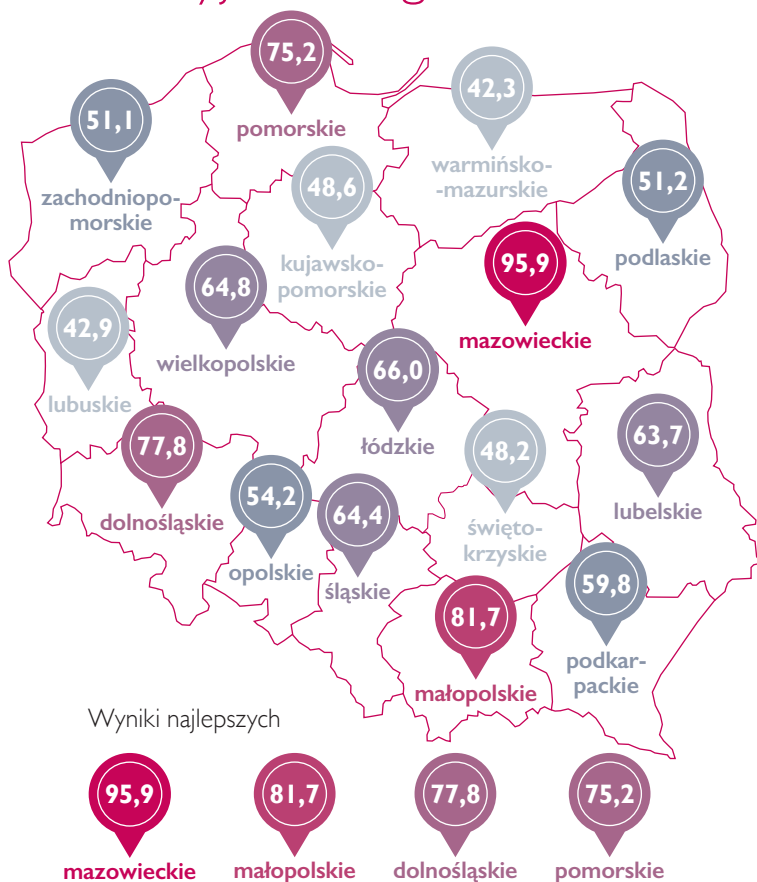 75,2
pomorskie
42,3
warmińsko-
-mazurskie
51,1
zachodniopo-
morskie
48,6
kujawsko-
pomorskie
51,2
podlaskie
95,9
mazowieckie
64,8
wielkopolskie
42,9
lubuskie
66,0
łódzkie
77,8
dolnośląskie
48,2
święto-
krzyskie
63,7
lubelskie
54,2
opolskie
64,4
śląskie
59,8
podkar-
packie
81,7
małopolskie
Wyniki najlepszych
95,9
mazowieckie
81,7
małopolskie
77,8
dolnośląskie
75,2
pomorskie